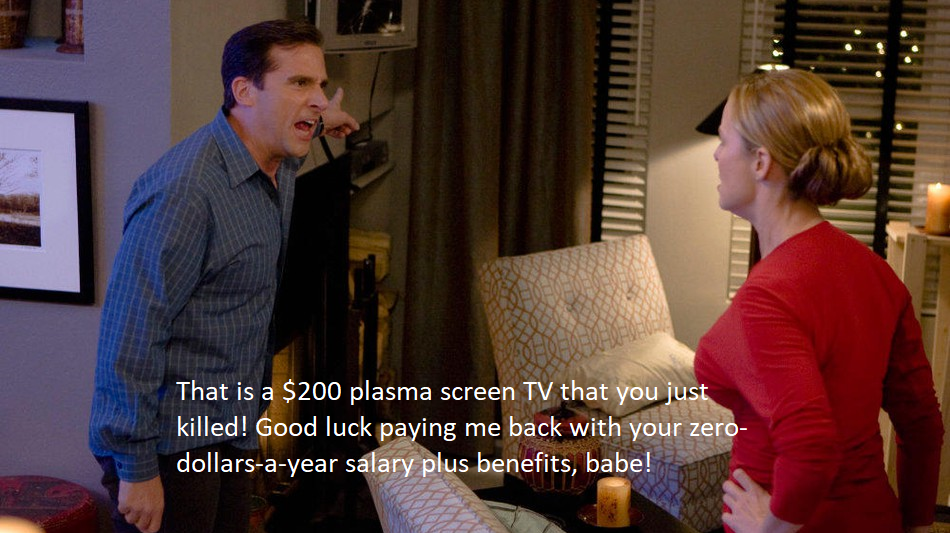 That is a $200 plasma screen TV that you just
killed! Good luck paying me back with your zero-
dollars-a-year salary plus benefits, babe!